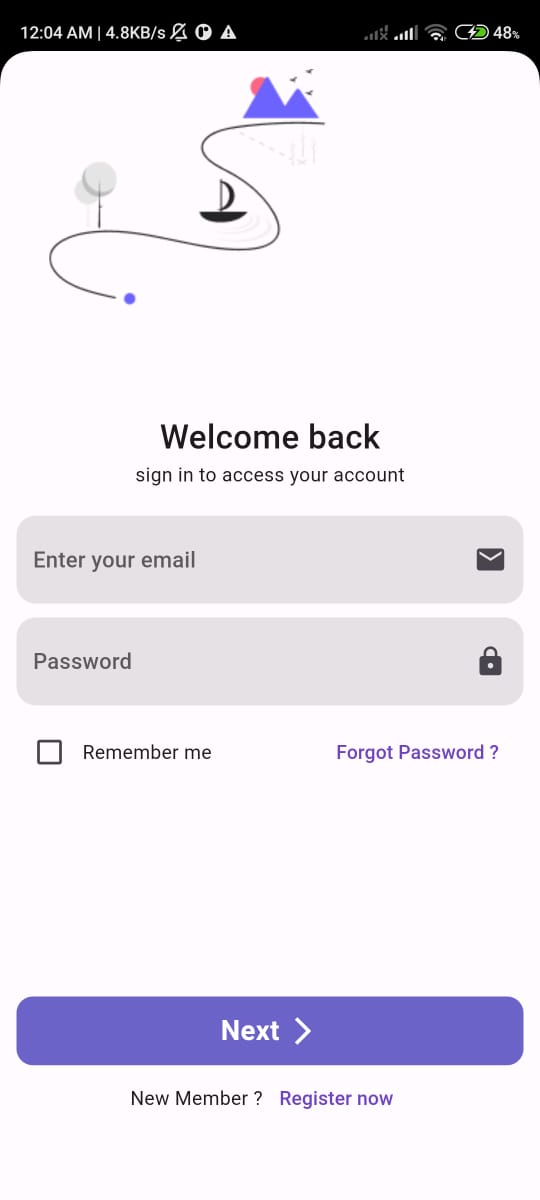 12:04 AM | 4.8KB/s 48%
Welcome back
sign in to access your account
Enter your email
Password
Remember me Forgot Password ?
Next
New Member ? Register now